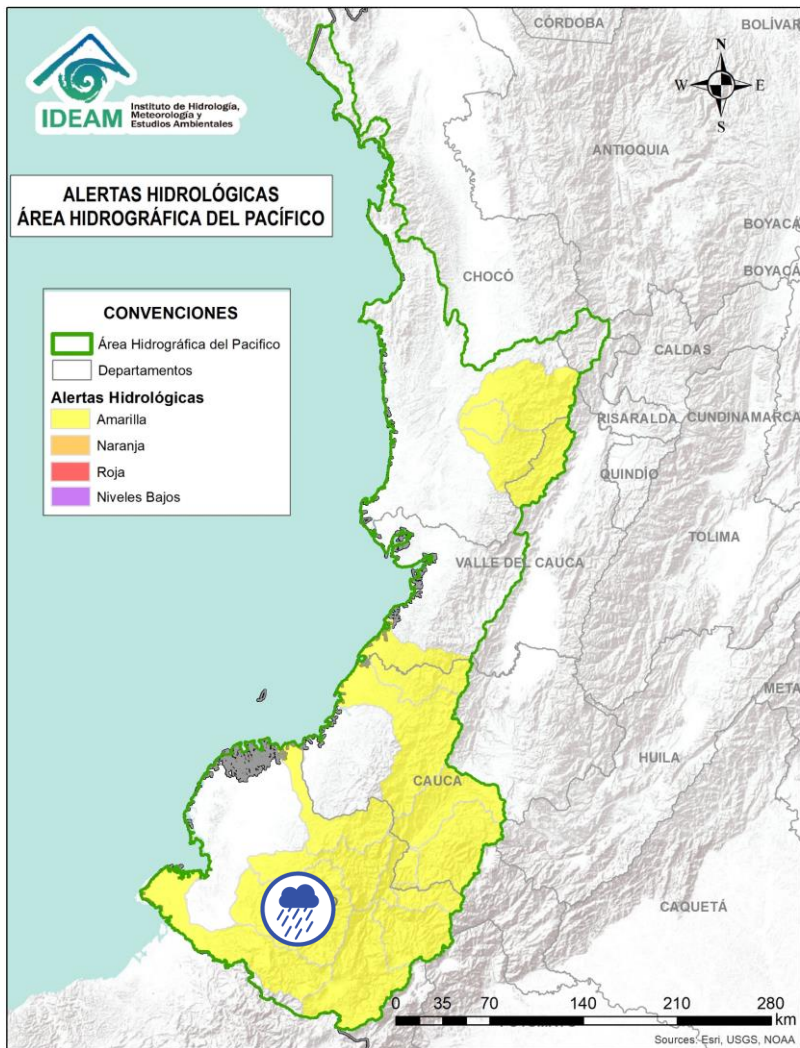 CÓRDOBA
BOLÍVAR
N
W
E
S
IDEAM
Instituto de Hidrología,
Meteorología y
Estudios Ambientales
ANTIOQUIA
ALERTAS HIDROLÓGICAS
ÁREA HIDROGRÁFICA DEL PACÍFICO
BOYACÁ
BOYACÁ
CHOCÓ
CONVENCIONES
Área Hidrográfica del Pacifico
Departamentos
Alertas Hidrológicas
Amarilla
Naranja
Roja
Niveles Bajos
CALDAS
RISARALDA
CUNDINAMARCA
QUINDÍO
TOLIMA
VALLE DEL CAUCA
META
HUILA
CAUCA
CAQUETÁ
0 35 70 140 210 280
km
Sources: Esri, USGS, NOAA